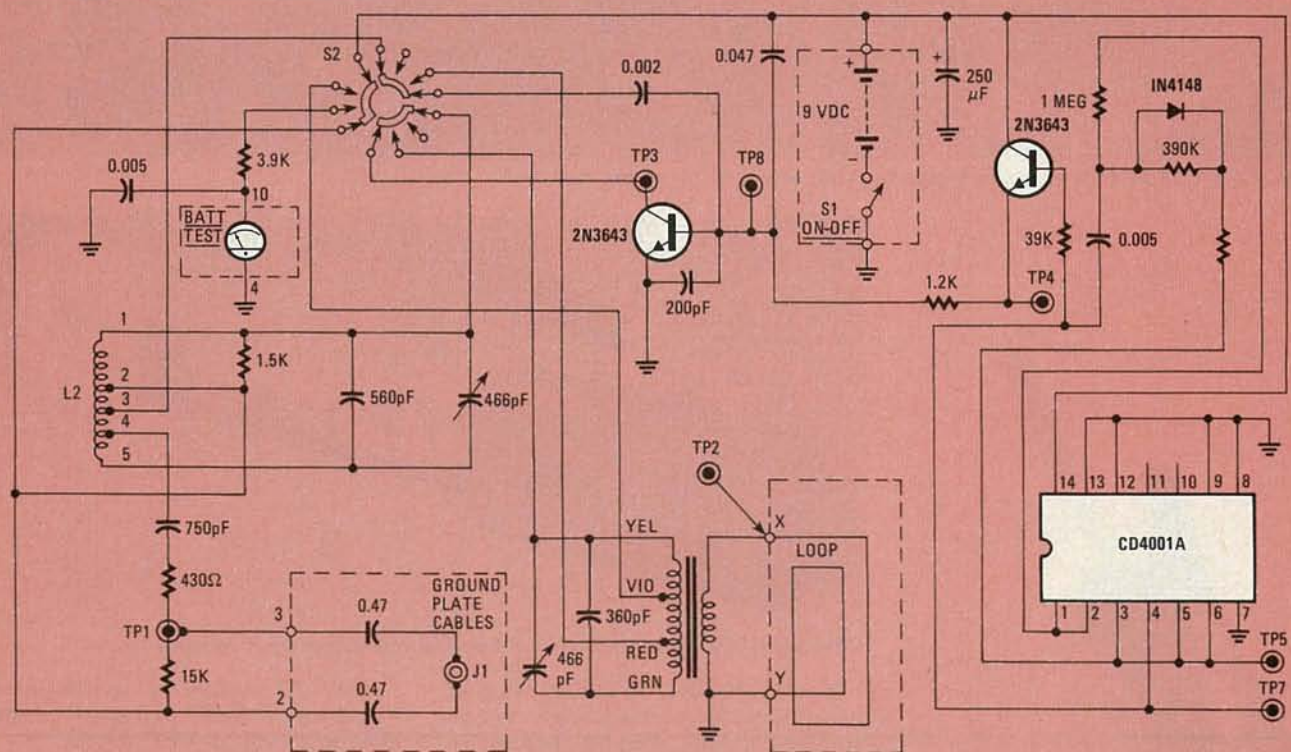 S2
0.002
0.047
+
+
250
μF
9 VDC
−
S1
ON-OFF
1 MEG
IN4148
2N3643
390K
39K
0.005
TP3
TP8
2N3643
200pF
1.2K
TP4
0.005
3.9K
10
BATT
TEST
4
1
2
3
4
5
L2
1.5K
560pF
466pF
750pF
430Ω
TP1
15K
3
2
0.47
0.47
GROUND
PLATE
CABLES
J1
YEL
VIO
RED
GRN
360pF
466
pF
TP2
X
LOOP
Y
14 13 12 11 10 9 8
CD4001A
1 2 3 4 5 6 7
TP5
TP7